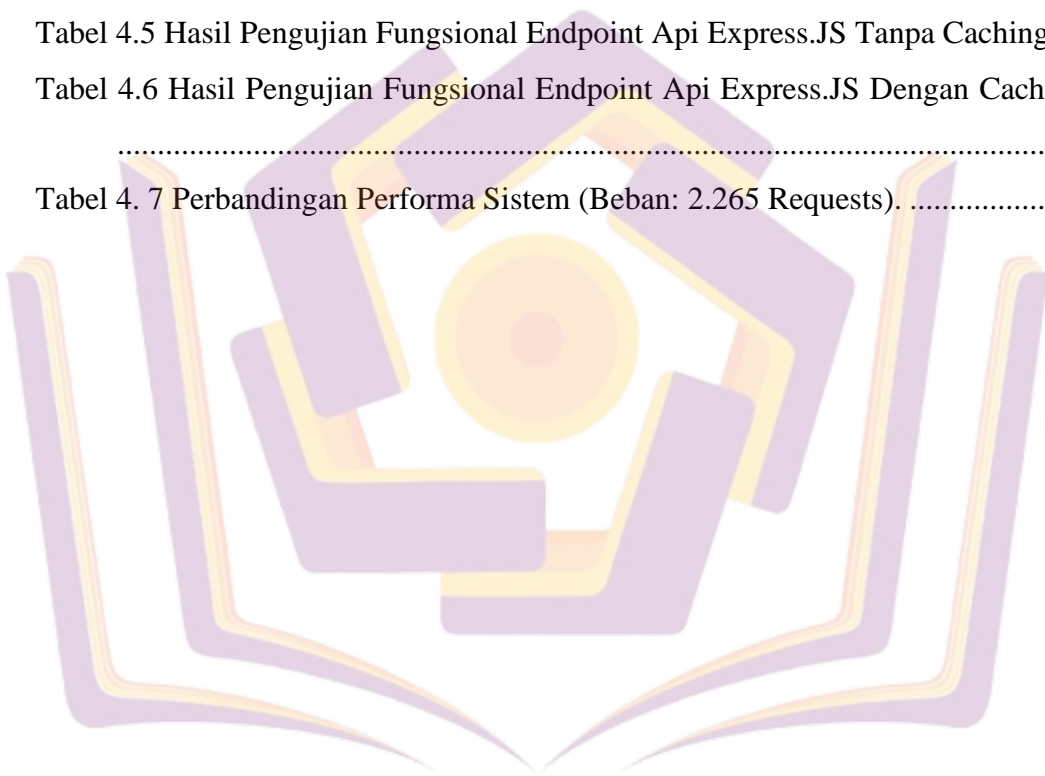 Tabel 4.5 Hasil Pengujian Fungsional Endpoint Api Express.JS Tanpa Caching
Tabel 4.6 Hasil Pengujian Fungsional Endpoint Api Express.JS Dengan Cach
....................................................................................................................
Tabel 4. 7 Perbandingan Performa Sistem (Beban: 2.265 Requests). .................